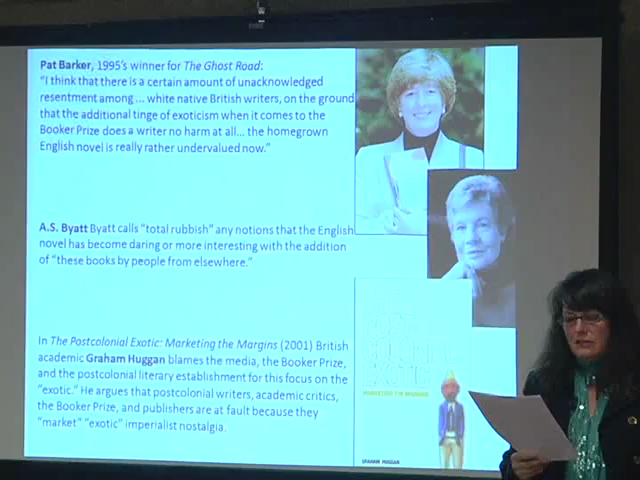 Pat Barker, 1995's winner for The Ghost Road:
"I think that there is a certain amount of unacknowledged
resentment among ... white native British writers, on the ground
that the additional tinge of exoticism when it comes to the
Booker Prize does a writer no harm at all... the homegrown
English novel is really rather undervalued now."
A.S. Byatt Byatt calls "total rubbish" any notions that the English
novel has become daring or more interesting with the addition
of "these books by people from elsewhere."
In The Postcolonial Exotic: Marketing the Margins (2001) British
academic Graham Huggan blames the media, the Booker Prize,
and the postcolonial literary establishment for this focus on the
"exotic." He argues that postcolonial writers, academic critics,
the Booker Prize, and publishers are at fault because they
"market" "exotic" imperialist nostalgia.
MARKETING THE MARGINS
GRAHAM HUGGAN